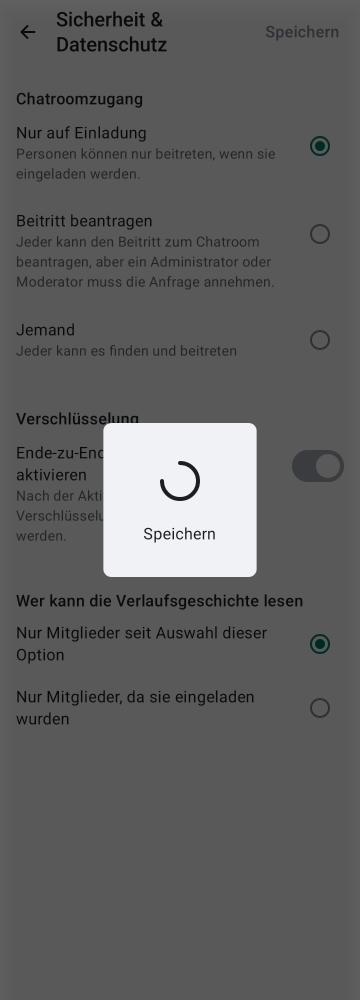 Sicherheit &
Datenschutz
Speichern
Chatroomzugang
Nur auf Einladung
Personen können nur beitreten, wenn sie
eingeladen werden.
Beitritt beantragen
Jeder kann den Beitritt zum Chatroom
beantragen, aber ein Administrator oder
Moderator muss die Anfrage annehmen.
Jemand
Jeder kann es finden und beitreten
Verschlüsselung
Ende-zu-End
aktivieren
Nach der Akti
Verschlüsselu
werden.
Speichern
Wer kann die Verlaufsgeschichte lesen
Nur Mitglieder seit Auswahl dieser
Option
Nur Mitglieder, da sie eingeladen
wurden